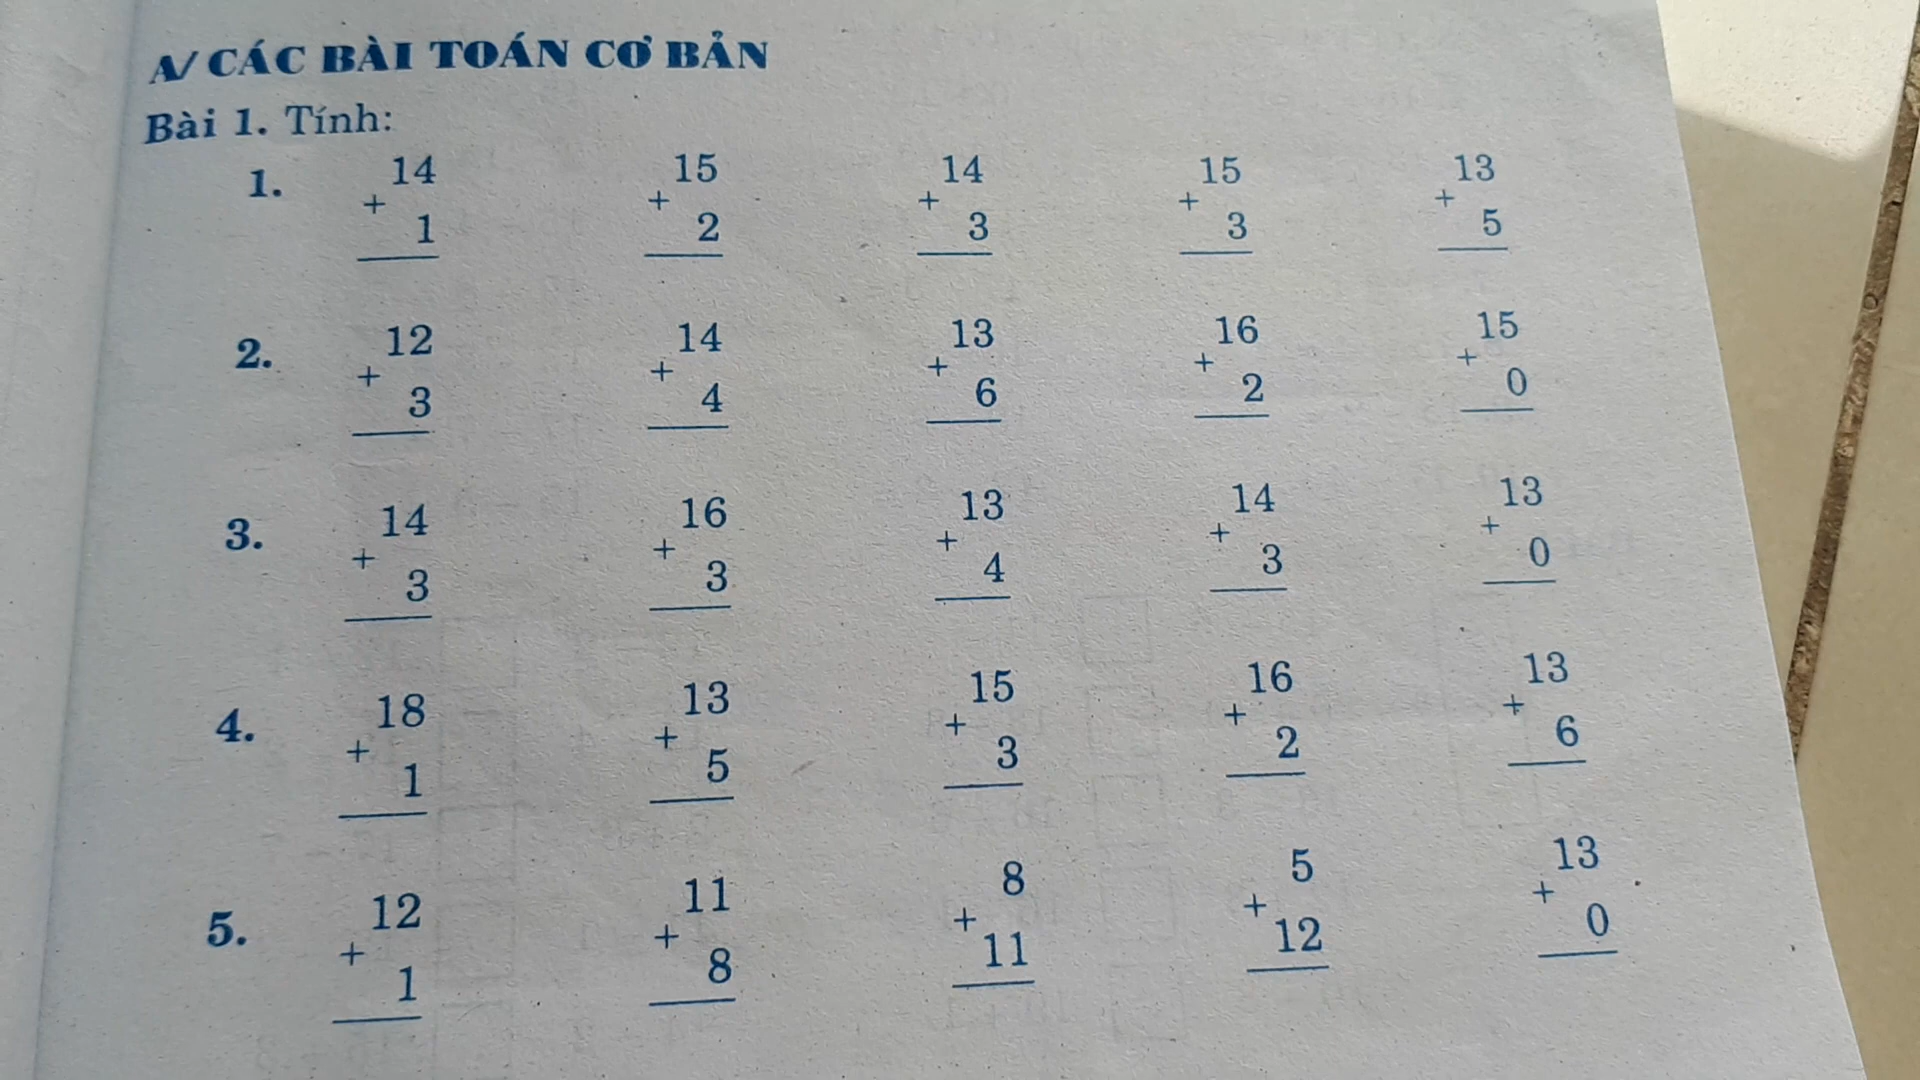 A/ CÁC BÀI TOÁN CƠ BẢN
Bài 1. Tính:
1. 14 15 14 15 13
+ + + + +
1 2 3 3 5
2. 12 14 13 16 15
+ + + + +
3 4 6 2 0
3. 14 16 13 14 13
+ + + + +
3 3 4 3 0
4. 18 13 15 16 13
+ + + + +
1 5 3 2 6
5. 12 11 8 5 13
+ + + + +
1 8 11 12 0